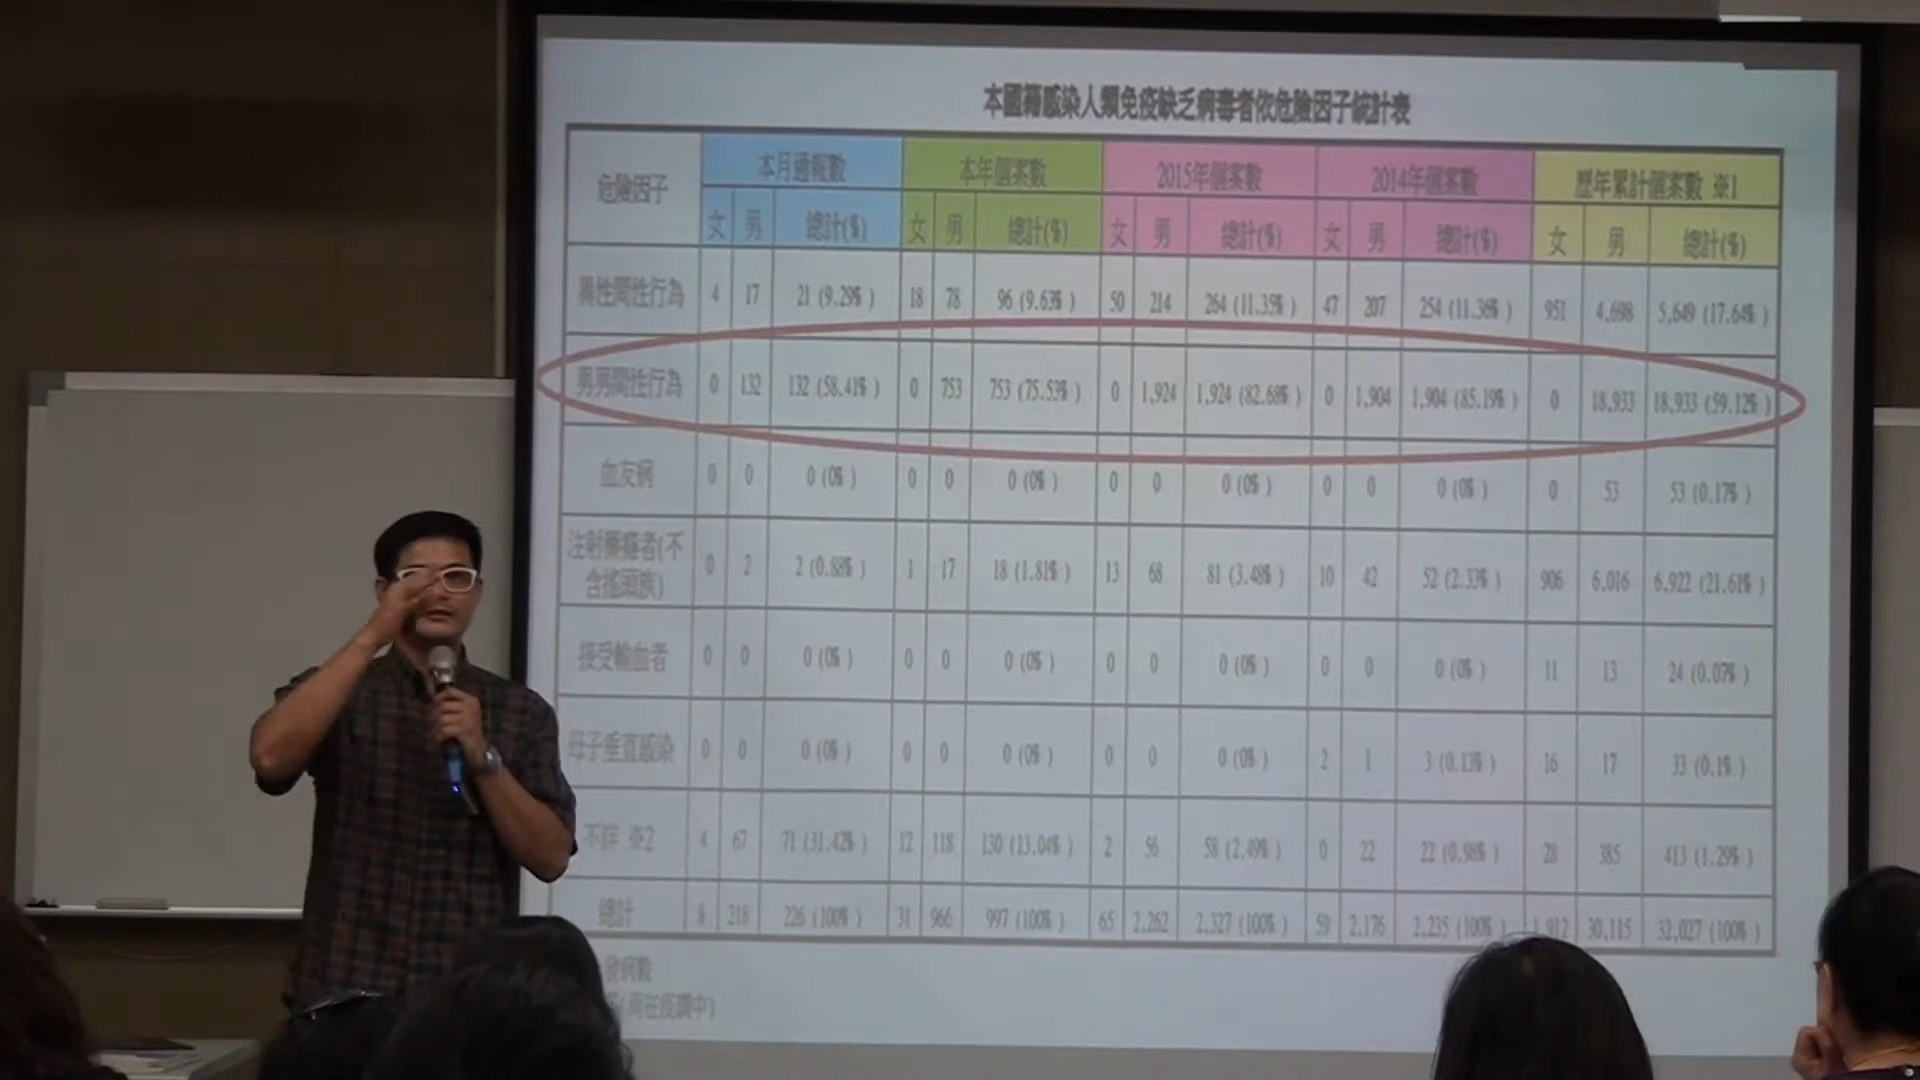 本國籍感染人類免疫缺乏病毒者依危險因子統計表
危險因子 本月通報數 本年個案數 2015年個案數 2014年個案數 歷年累計個案數 ※1
女 男 總計(%) 女 男 總計(%) 女 男 總計(%) 女 男 總計(%) 女 男 總計(%)
異性間性行為 4 17 21 (9.29% ) 18 78 96 (9.63% ) 50 214 264 (11.35% ) 47 207 254 (11.36% ) 951 4,698 5,649 (17.64% )
男男間性行為 0 132 132 (58.41% ) 0 753 753 (75.53% ) 0 1,924 1,924 (82.68% ) 0 1,904 1,904 (85.19% ) 0 18,933 18,933 (59.12% )
血友病 0 0 0 (0% ) 0 0 0 (0% ) 0 0 0 (0% ) 0 0 0 (0% ) 0 53 53 (0.17% )
注射藥癮者(不
含搖頭族) 0 2 2 (0.88% ) 1 17 18 (1.81% ) 13 68 81 (3.48% ) 10 42 52 (2.33% ) 906 6,016 6,922 (21.61% )
接受輸血者 0 0 0 (0% ) 0 0 0 (0% ) 0 0 0 (0% ) 0 0 0 (0% ) 11 13 24 (0.07% )
母子垂直感染 0 0 0 (0% ) 0 0 0 (0% ) 0 0 0 (0% ) 2 1 3 (0.13% ) 16 17 33 (0.1% )
不詳 ※2 4 67 71 (31.42% ) 12 118 130 (13.04% ) 2 56 58 (2.49% ) 0 22 22 (0.98% ) 28 385 413 (1.29% )
總計 8 218 226 (100% ) 31 966 997 (100% ) 65 2,262 2,327 (100% ) 59 2,176 2,235 (100% ) 1,912 30,115 32,027 (100% )
發病數
尚在疫調中)